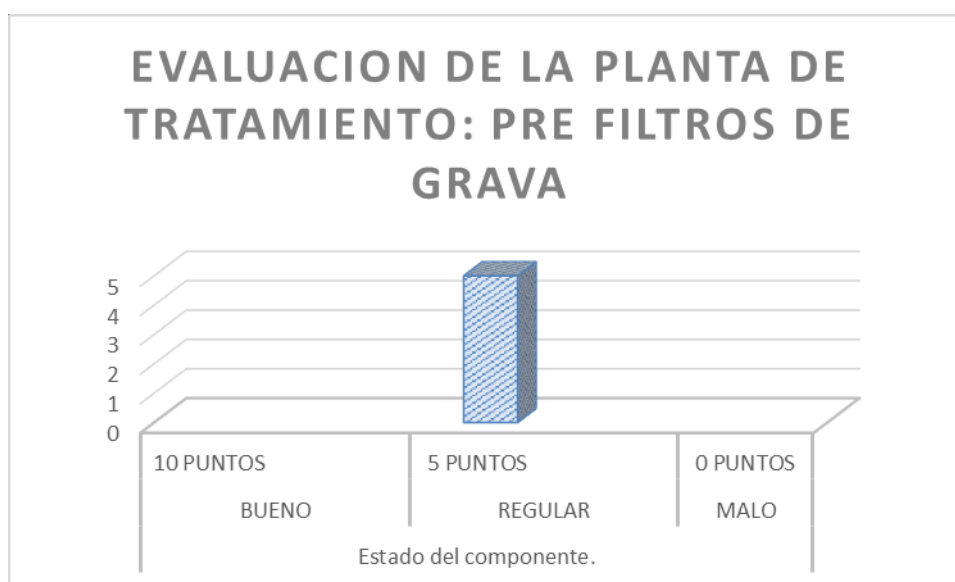 EVALUACION DE LA PLANTA DE
TRATAMIENTO: PRE FILTROS DE
GRAVA
5
4
3
2
1
0
10 PUNTOS 5 PUNTOS 0 PUNTOS
BUENO REGULAR MALO
Estado del componente.